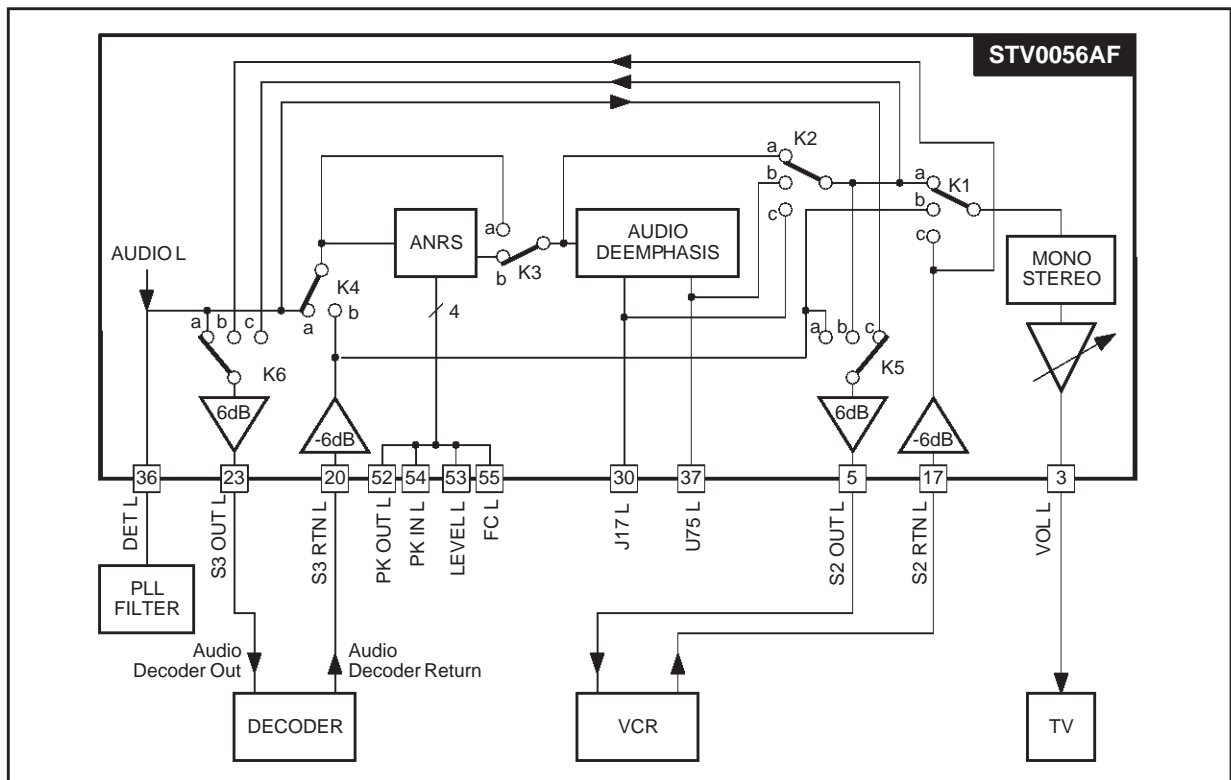 STV0056AF
K2
a
b
c
K1
a
b
c
a
K3
b
ANRS
AUDIO
DEEMPHASIS
MONO
STEREO
AUDIO L
K4
a
b
4
a
b
c
K6
a
b
c
K5
6dB
-6dB
6dB
-6dB
36
23
20
52
54
53
55
30
37
5
17
3
DET L
S3 OUT L
S3 RTN L
PK OUT L
PK IN L
LEVEL L
FC L
J17 L
U75 L
S2 OUT L
S2 RTN L
VOL L
PLL
FILTER
Audio
Decoder Out
Audio
Decoder Return
DECODER
VCR
TV